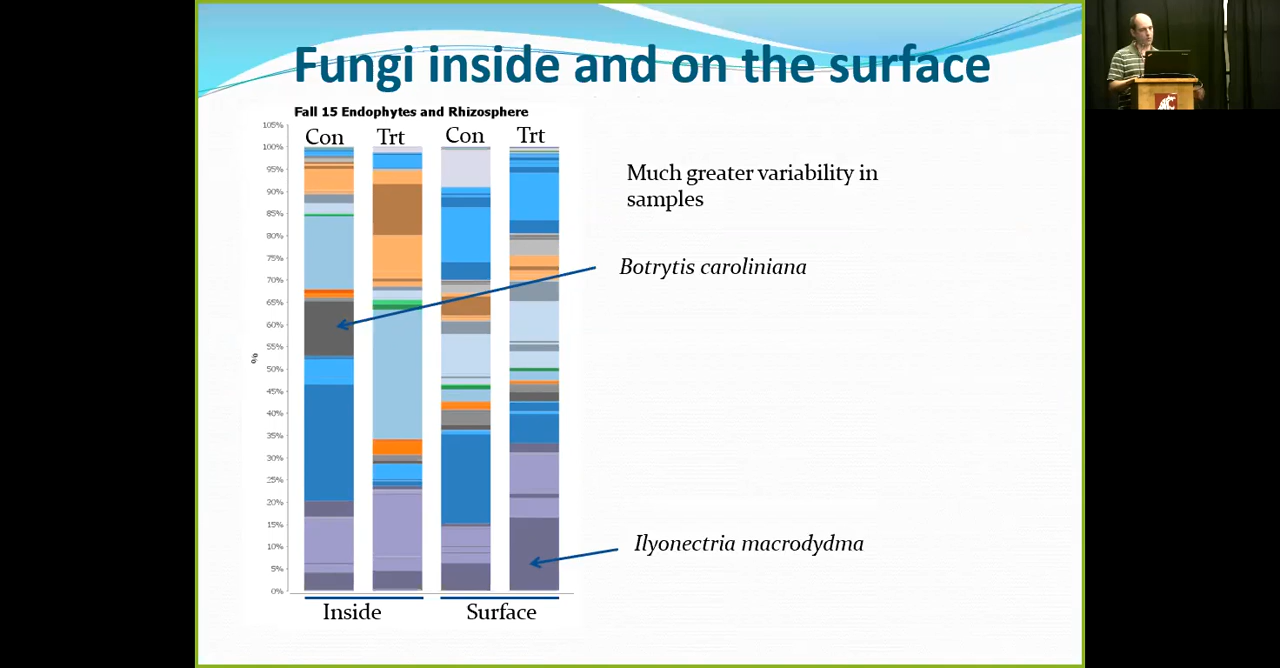 Fungi inside and on the surface
Fall 15 Endophytes and Rhizosphere
105%
100%
95%
90%
85%
80%
75%
70%
65%
60%
55%
50%
45%
40%
35%
30%
25%
20%
15%
10%
5%
0%
%
Con Trt Con Trt
Much greater variability in
samples
Botrytis caroliniana
Ilyonectria macrodydma
Inside Surface